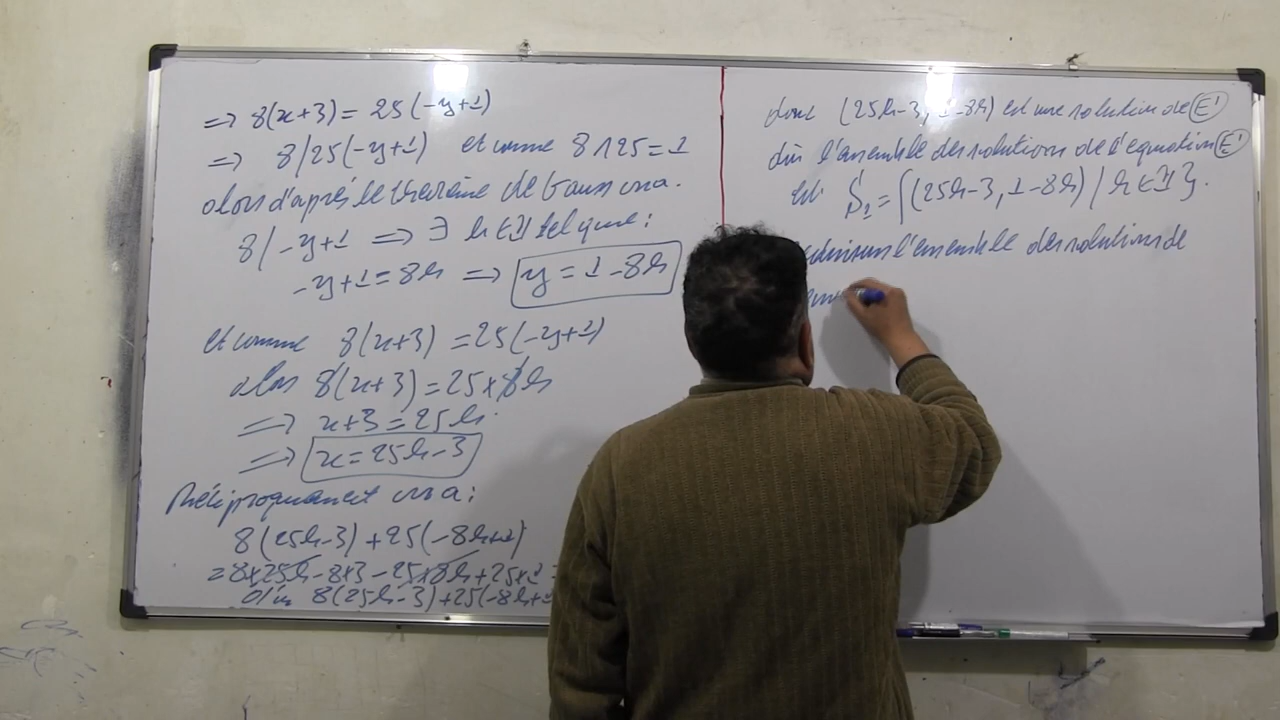 => 8(x+3) = 25(-y+1)
=> 8/25(-y+1) et comme 8∧25=1
alors d'après le théorème de Gauss on a.
8/-y+1 => ∃ k∈ℤ tel que:
-y+1=8k => y = 1-8k
et comme 8(x+3) = 25(-y+1)
alors 8(x+3) = 25×8k
=> x+3 = 25k
=> x=25k-3
Réciproquement on a:
8(25k-3)+25(-8k+1)
=8×25k-8×3-25×8k+25×1=
8(25k-3)+25(-8k+1
donc (25k-3, 1-8k) est une solution de E'
d'où l'ensemble des solutions de l'equation E'
est S₁={(25k-3, 1-8k) / k∈ℤ}.
l'ensemble des solutions de